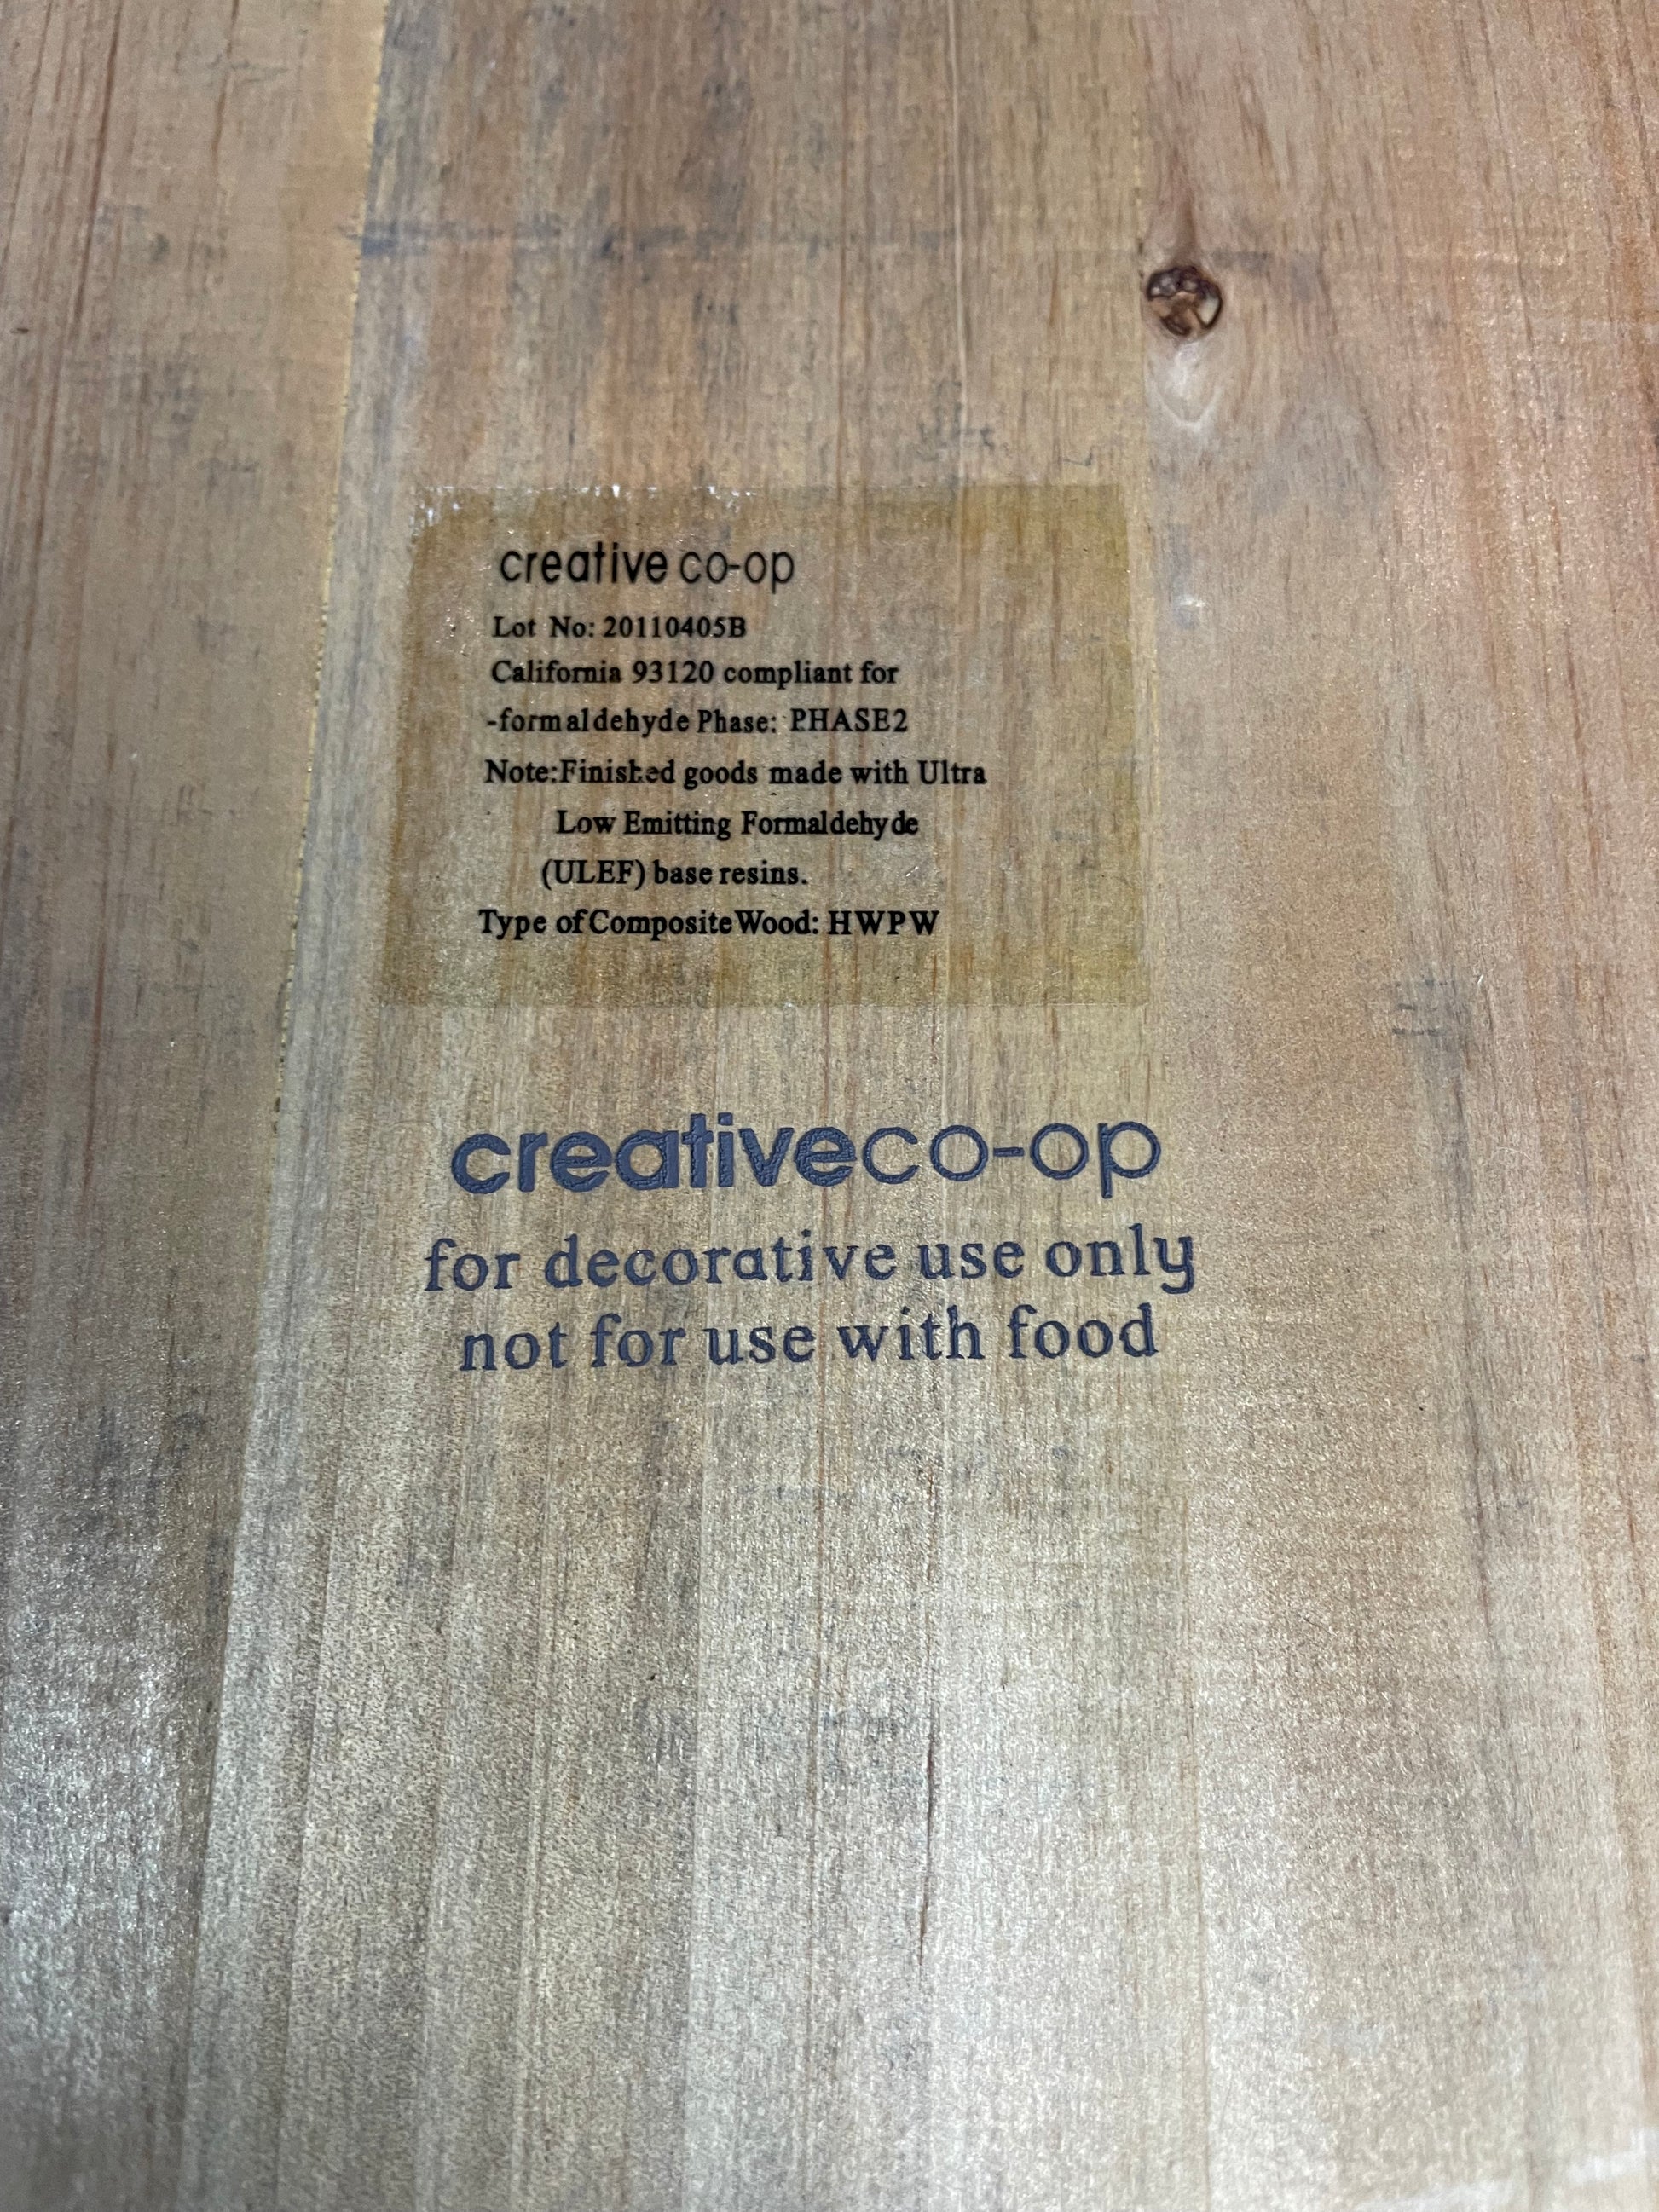 creative co-op
Lot No: 20110405B
California 93120 compliant for
-formaldehyde Phase: PHASE2
Note:Finished goods made with Ultra
Low Emitting Formaldehyde
(ULEF) base resins.
Type of Composite Wood: HWPW
creativeco-op
for decorative use only
not for use with food